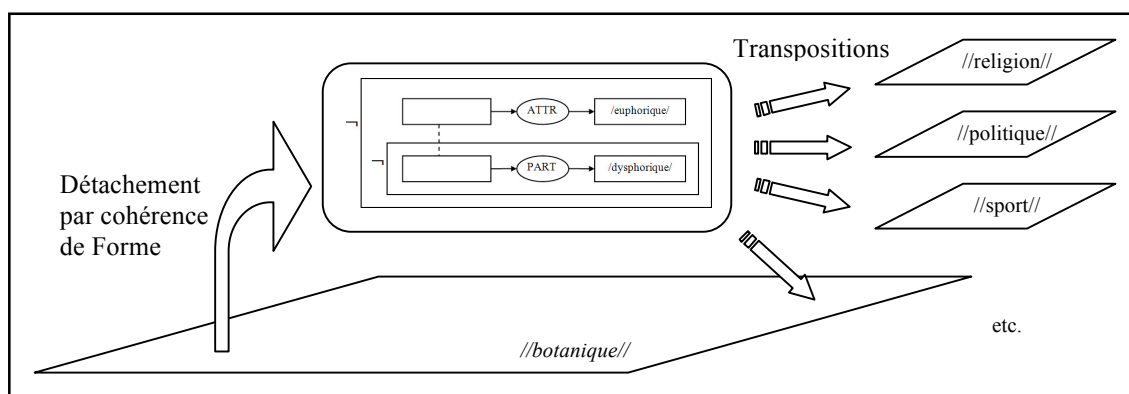 Transpositions
//religion//
//politique//
//sport//
etc.
¬
ATTR
/euphorique/
¬
PART
/dysphorique/
Détachement
par cohérence
de Forme
//botanique//